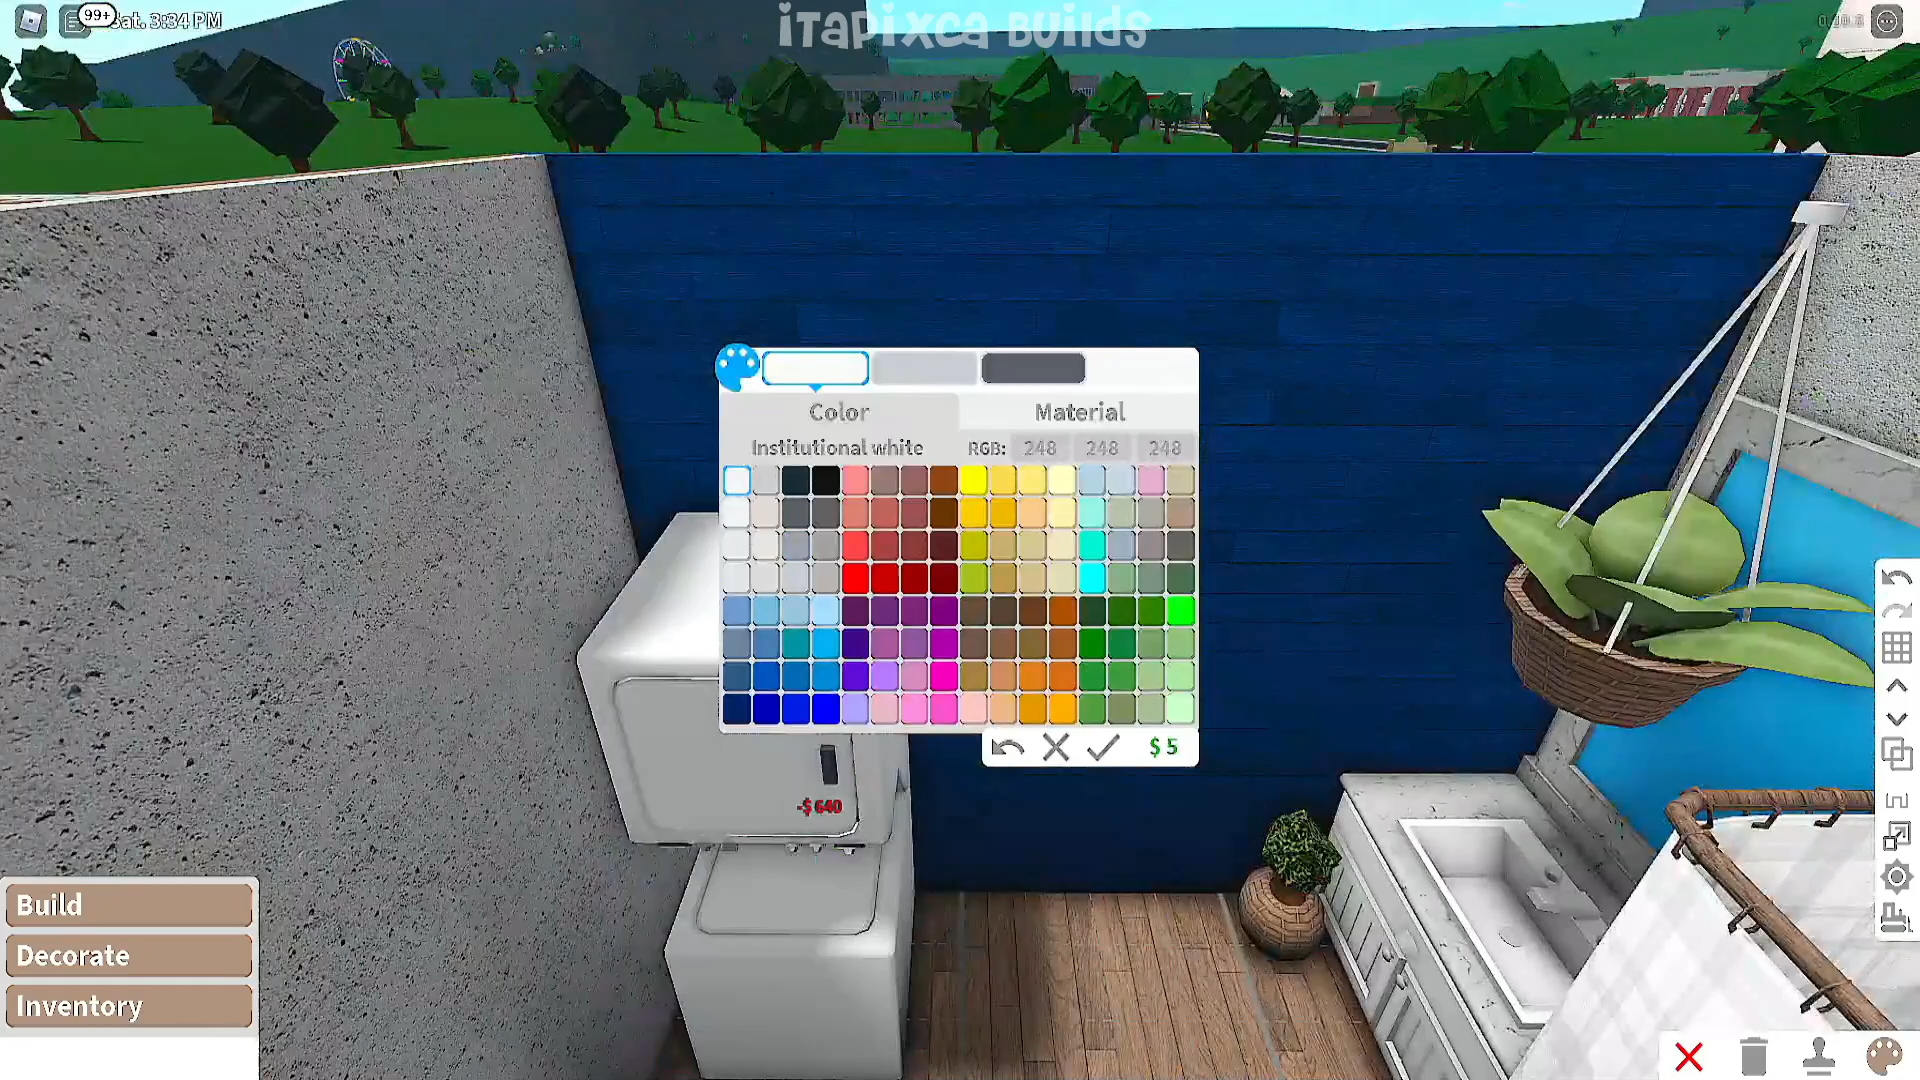 iTapixca Builds
99+
Sat. 3:34 PM
Color
Material
Institutional white
RGB: 248 248 248
$5
-$640
Build
Decorate
Inventory